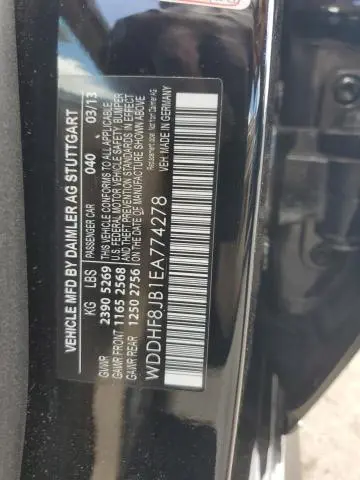 VEHICLE MFD BY DAIMLER AG STUTTGART
KG LBS PASSENGER CAR 040 03/13
GVWR 2390 5269 THIS VEHICLE CONFORMS TO ALL APPLICABLE
GAWR FRONT 1165 2568 U.S. FEDERAL MOTOR VEHICLE SAFETY, BUMPER
GAWR REAR 1250 2756 AND THEFT PREVENTION STANDARDS IN EFFECT
ON THE DATE OF MANUFACTURE SHOWN ABOVE
WDDHF8JB1EA774278
VEH. MADE IN GERMANY